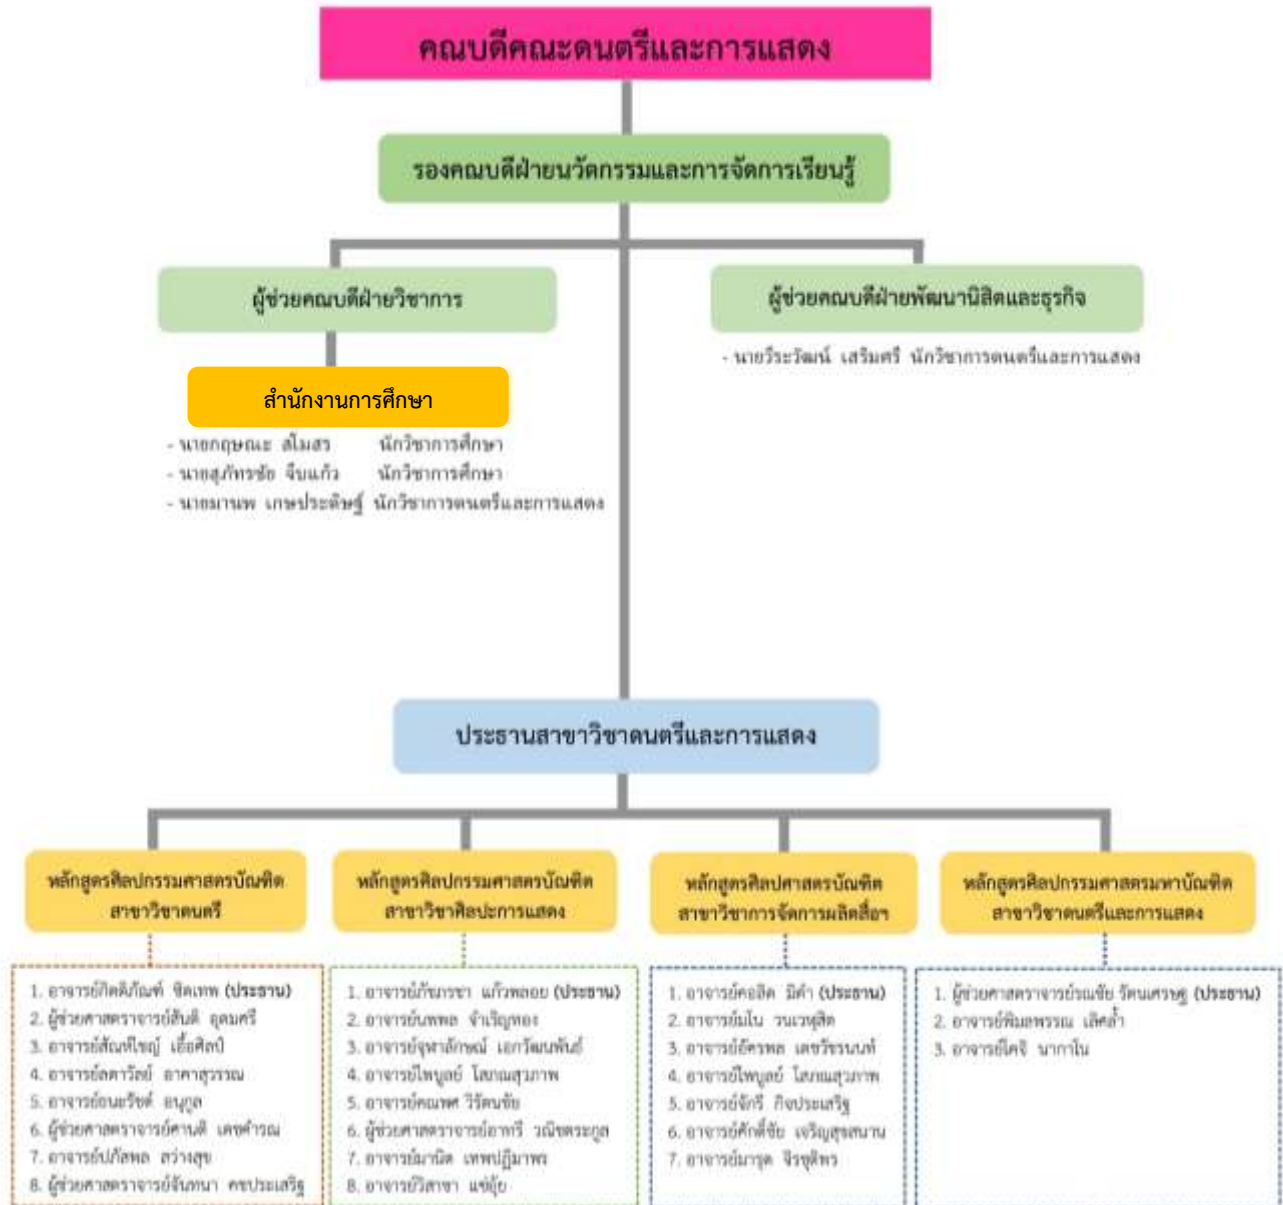 คณบดีคณะดนตรีและการแสดง
รองคณบดีฝ่ายนวัตกรรมและการจัดการเรียนรู้
ผู้ช่วยคณบดีฝ่ายวิชาการ
ผู้ช่วยคณบดีฝ่ายพัฒนานิสิตและธุรกิจ
- นายวีระวัฒน์ เสริมศรี นักวิชาการดนตรีและการแสดง
สำนักงานการศึกษา
- นายกฤษณะ สโมสร นักวิชาการศึกษา
- นายสุภัทรชัย จีบแก้ว นักวิชาการศึกษา
- นายมานพ เกษประดิษฐ์ นักวิชาการดนตรีและการแสดง
ประธานสาขาวิชาดนตรีและการแสดง
หลักสูตรศิลปกรรมศาสตรบัณฑิต
สาขาวิชาดนตรี
1. อาจารย์กิตติภัณฑ์ ชิตเทพ (ประธาน)
2. ผู้ช่วยศาสตราจารย์สันติ อุดมศรี
3. อาจารย์สัณห์ไชญ์ เอื้อศิลป์
4. อาจารย์ลดาวัลย์ อาคาสุวรรณ
5. อาจารย์ธนะรัชต์ อนุกูล
6. ผู้ช่วยศาสตราจารย์ศานติ เดชคำรณ
7. อาจารย์ปภัสพล สว่างสุข
8. ผู้ช่วยศาสตราจารย์จันทนา คชประเสริฐ
หลักสูตรศิลปกรรมศาสตรบัณฑิต
สาขาวิชาศิลปะการแสดง
1. อาจารย์ภัชภรชา แก้วพลอย (ประธาน)
2. อาจารย์นพพล จำเริญทอง
3. อาจารย์จุฬาลักษณ์ เอกวัฒนพันธ์
4. อาจารย์ไพบูลย์ โสภณสุวภาพ
5. อาจารย์คณพศ วิรัตนชัย
6. ผู้ช่วยศาสตราจารย์อาทรี วณิชตระกูล
7. อาจารย์มานิต เทพปฏิมาพร
8. อาจารย์วิสาขา แซ่อุ้ย
หลักสูตรศิลปศาสตรบัณฑิต
สาขาวิชาการจัดการผลิตสื่อฯ
1. อาจารย์คอลิด มิดำ (ประธาน)
2. อาจารย์มโน วนเวฬุสิต
3. อาจารย์อัครพล เดชวัชรนนท์
4. อาจารย์ไพบูลย์ โสภณสุวภาพ
5. อาจารย์จักรี กิจประเสริฐ
6. อาจารย์ศักดิ์ชัย เจริญสุขสนาน
7. อาจารย์มารุต จิรชุติพร
หลักสูตรศิลปกรรมศาสตรมหาบัณฑิต
สาขาวิชาดนตรีและการแสดง
1. ผู้ช่วยศาสตราจารย์รณชัย รัตนเศรษฐ (ประธาน)
2. อาจารย์พิมลพรรณ เลิศล้ำ
3. อาจารย์โคจิ นากาโน